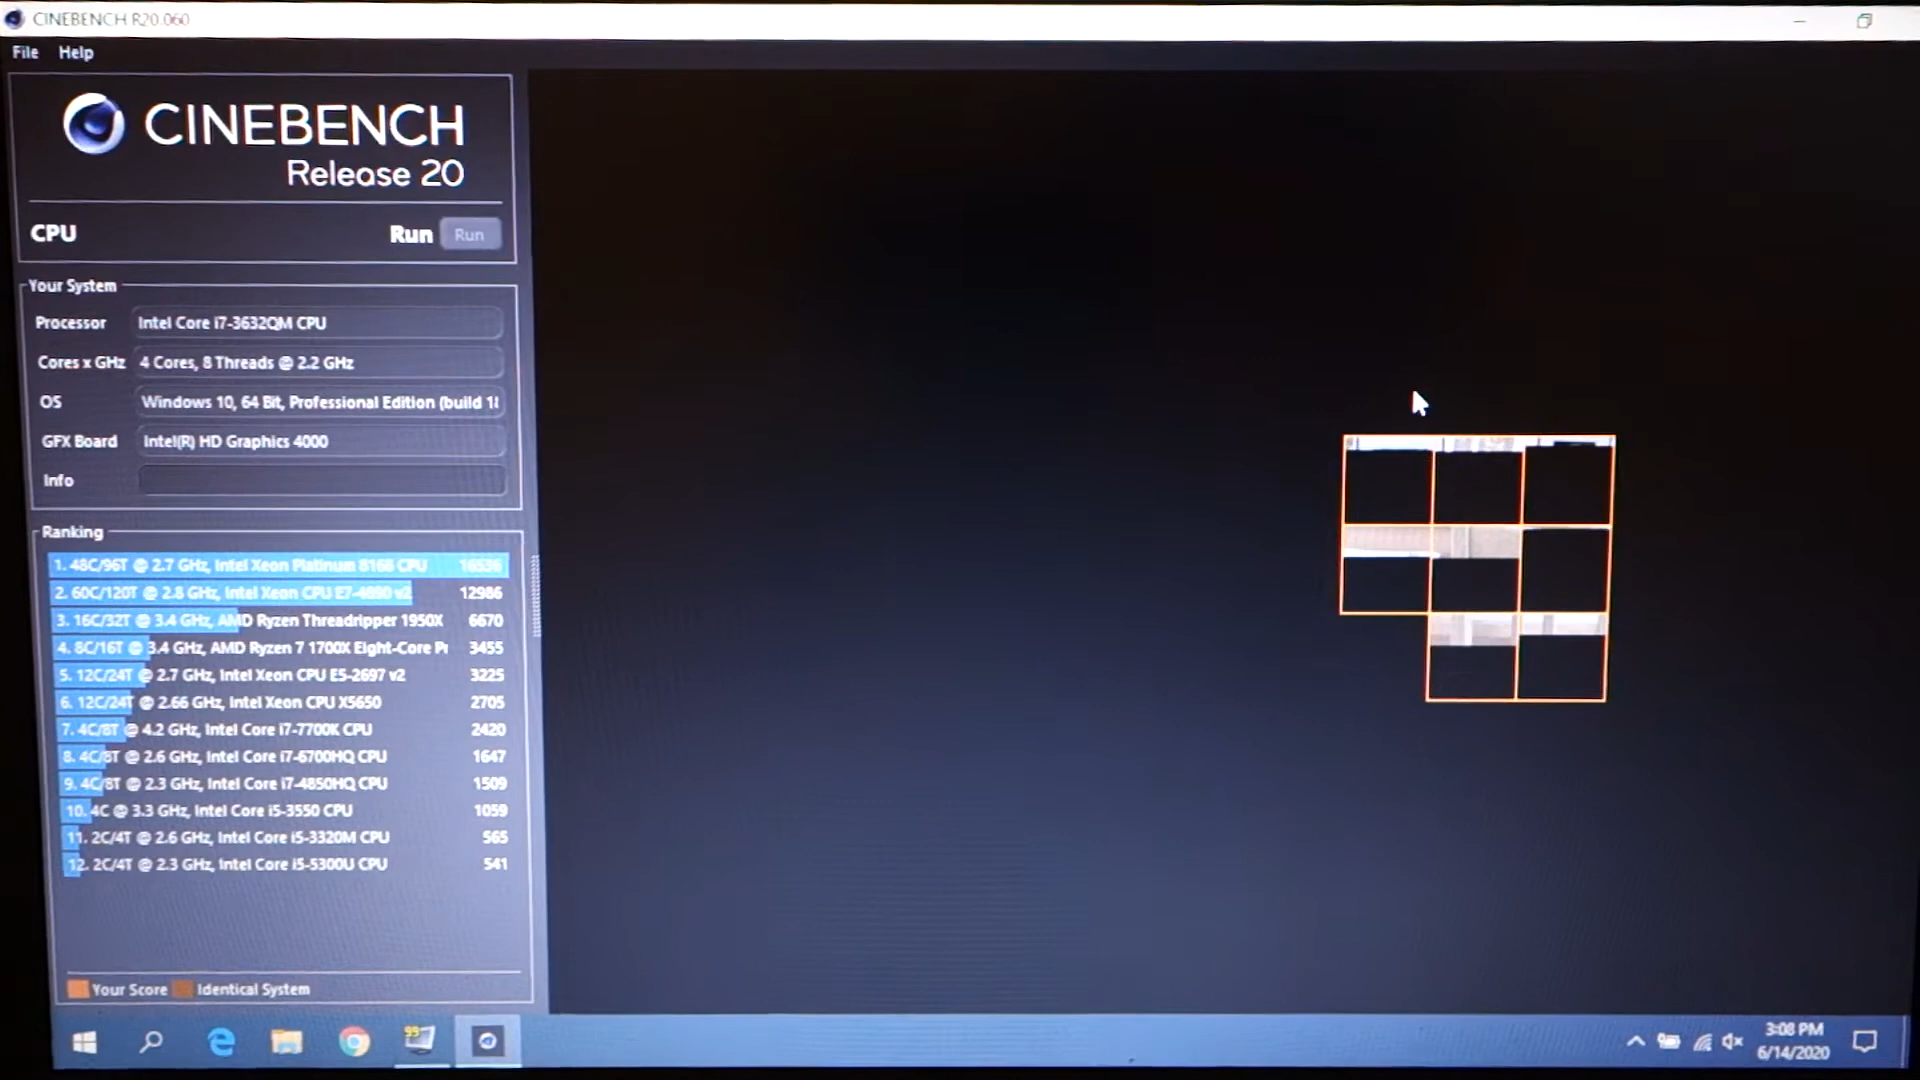 CINEBENCH R20.060
File Help
CINEBENCH
Release 20
CPU Run Run
Your System
Processor Intel Core i7-3632QM CPU
Cores x GHz 4 Cores, 8 Threads @ 2.2 GHz
OS Windows 10, 64 Bit, Professional Edition (build 18
GFX Board Intel(R) HD Graphics 4000
Info
Ranking
1. 48C/96T @ 2.7 GHz, Intel Xeon Platinum 8168 CPU 16536
2. 60C/120T @ 2.8 GHz, Intel Xeon CPU E7-4890 v2 12986
3. 16C/32T @ 3.4 GHz, AMD Ryzen Threadripper 1950X 6670
4. 8C/16T @ 3.4 GHz, AMD Ryzen 7 1700X Eight-Core Pr 3455
5. 12C/24T @ 2.7 GHz, Intel Xeon CPU E5-2697 v2 3225
6. 12C/24T @ 2.66 GHz, Intel Xeon CPU X5650 2705
7. 4C/8T @ 4.2 GHz, Intel Core i7-7700K CPU 2420
8. 4C/8T @ 2.6 GHz, Intel Core i7-6700HQ CPU 1647
9. 4C/8T @ 2.3 GHz, Intel Core i7-4850HQ CPU 1509
10. 4C @ 3.3 GHz, Intel Core i5-3550 CPU 1059
11. 2C/4T @ 2.6 GHz, Intel Core i5-3320M CPU 565
12. 2C/4T @ 2.3 GHz, Intel Core i5-5300U CPU 541
Your Score Identical System
99
3:08 PM
6/14/2020